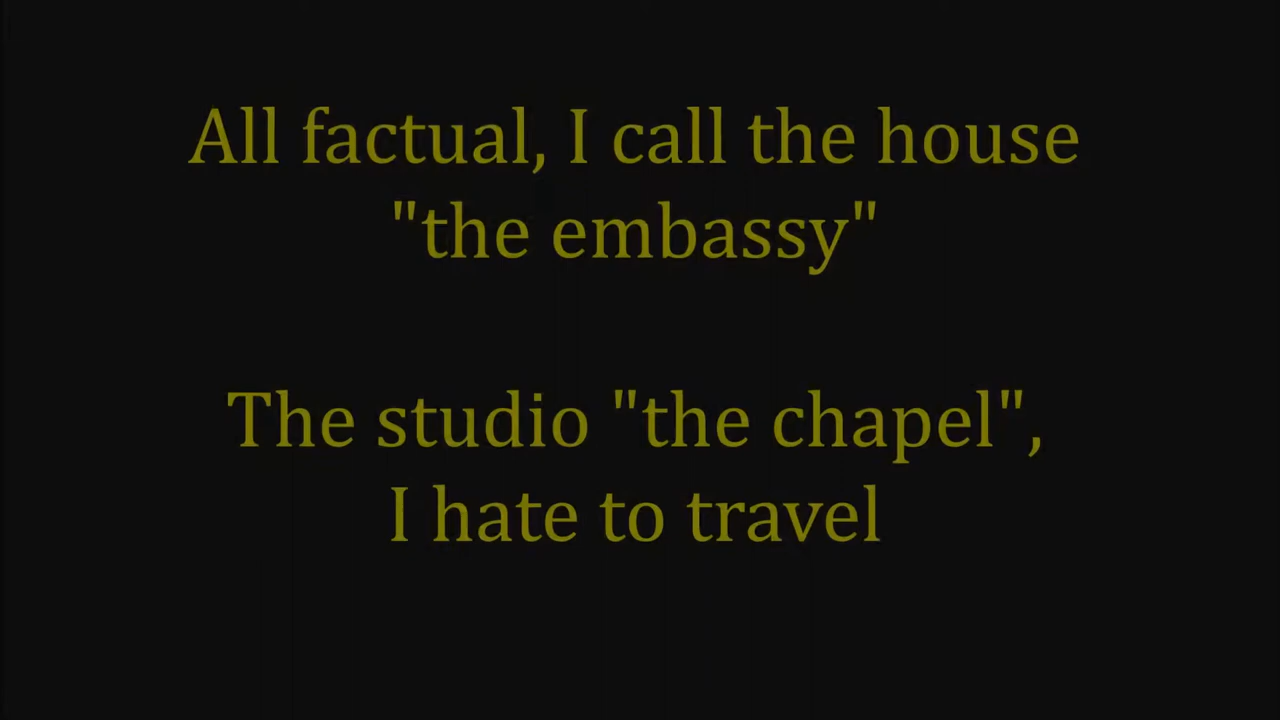 All factual, I call the house
"the embassy"
The studio "the chapel",
I hate to travel